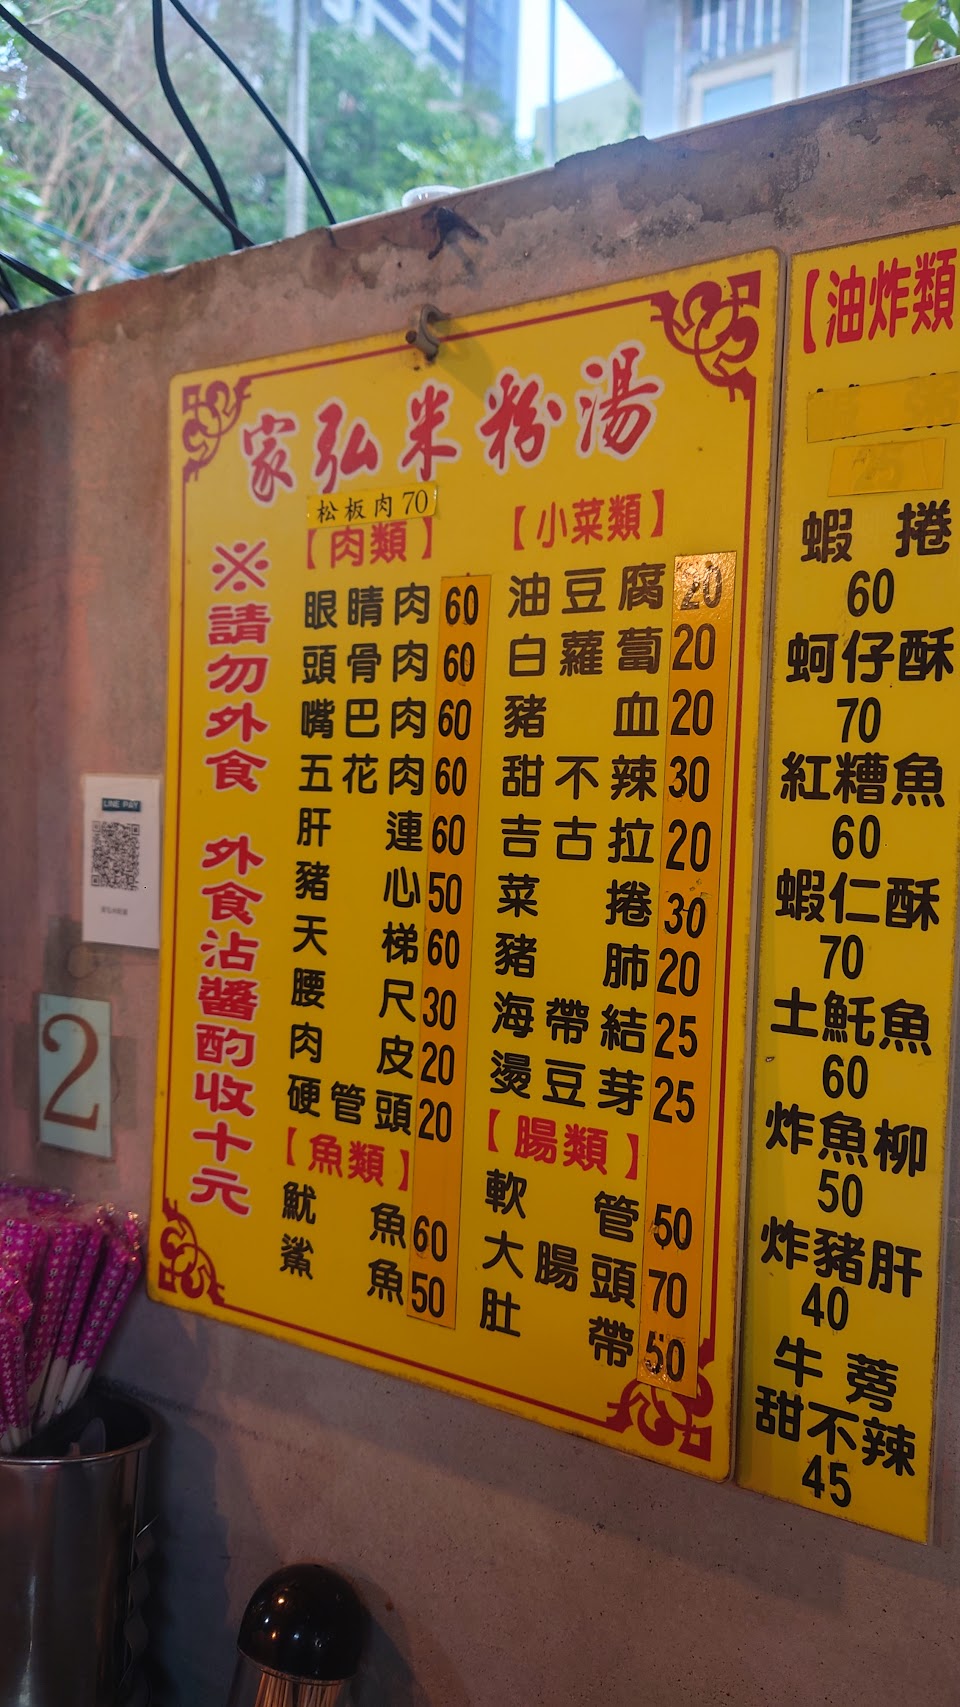 家弘米粉湯
松板肉 70
【肉類】
眼睛肉 60
頭骨肉 60
嘴巴肉 60
五花肉 60
肝連 60
豬心 50
天梯 60
腰尺 30
肉皮 20
硬管頭 20
【魚類】
魷魚 60
鯊魚 50
【小菜類】
油豆腐 20
白蘿蔔 20
豬血 20
甜不辣 30
吉古拉 20
菜捲 30
豬肺 20
海帶結 25
燙豆芽 25
【腸類】
軟管 50
大腸頭 70
肚帶 50
※請勿外食 外食沾醬酌收十元
【油炸類
蝦捲
60
蚵仔酥
70
紅糟魚
60
蝦仁酥
70
土魠魚
60
炸魚柳
50
炸豬肝
40
牛蒡
甜不辣
45
LINE PAY
2